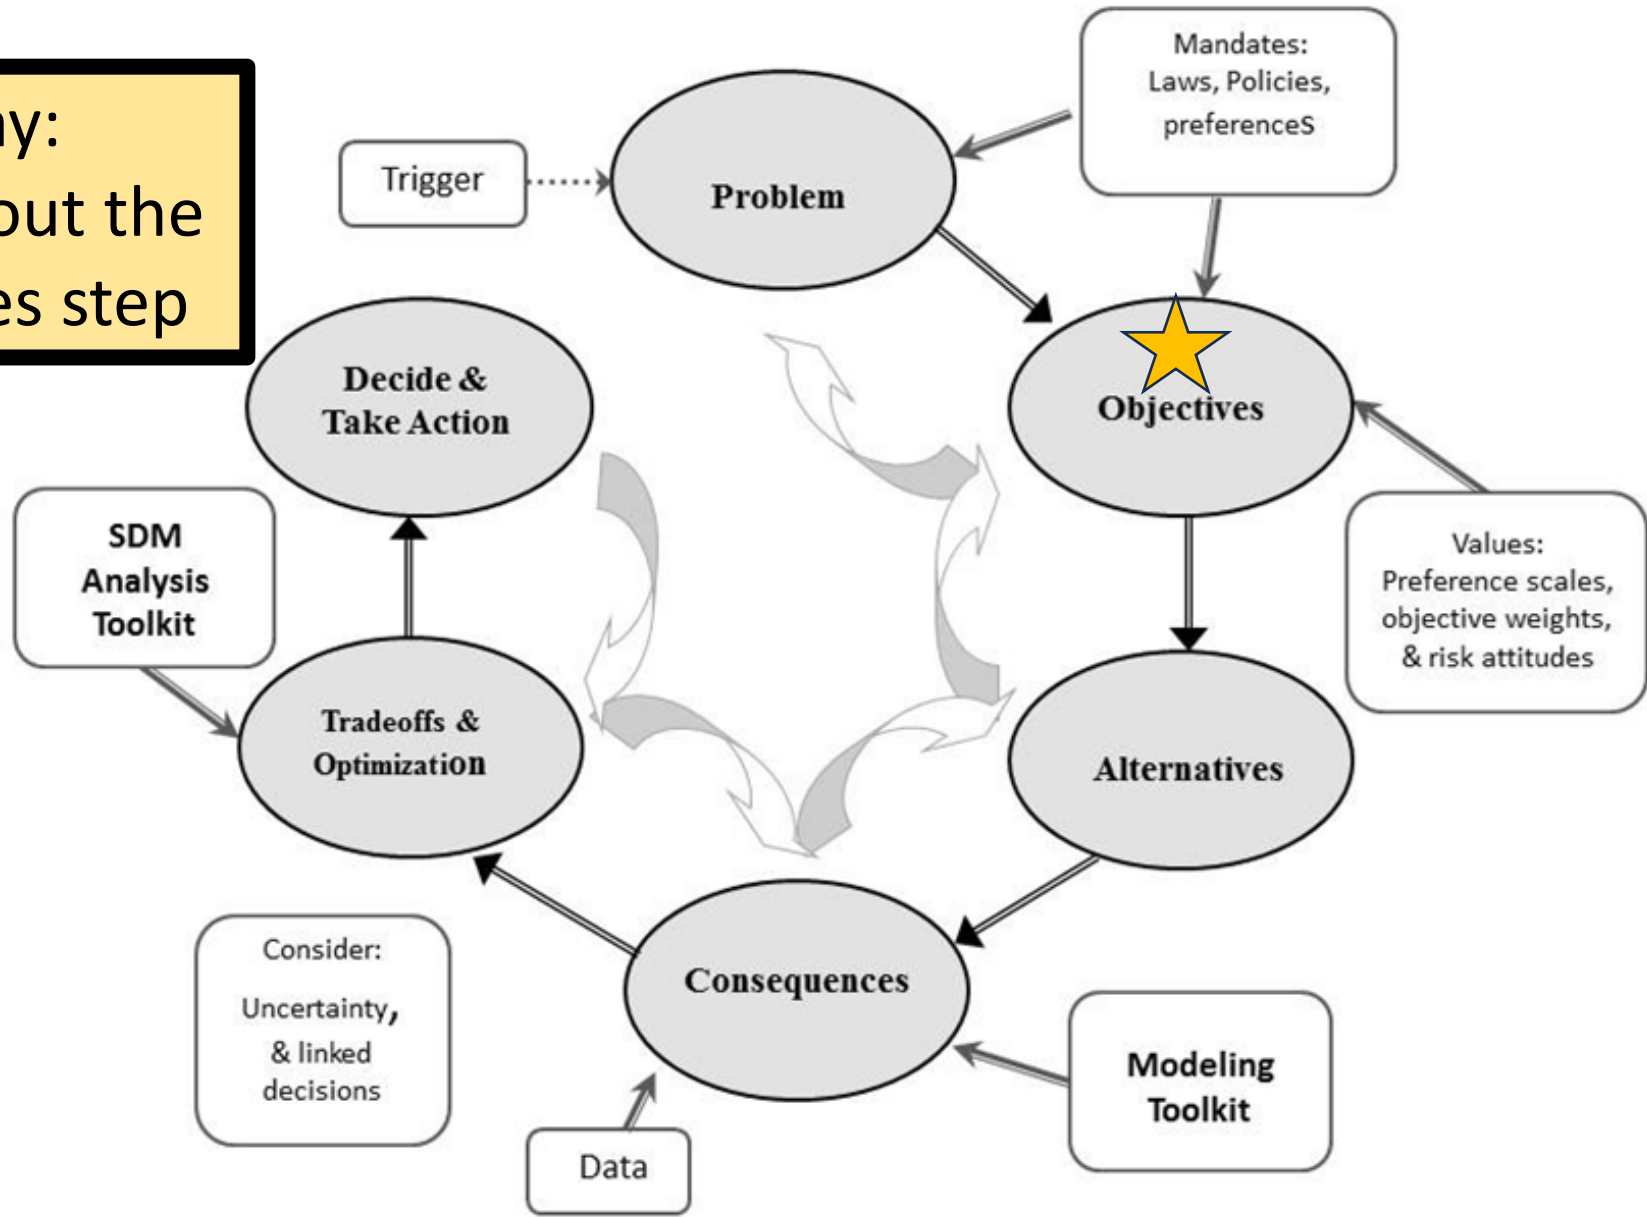 ay:
out the
es step
Trigger
Problem
Mandates:
Laws, Policies,
preferences
Decide &
Take Action
Objectives
SDM
Analysis
Toolkit
Values:
Preference scales,
objective weights,
& risk attitudes
Tradeoffs &
Optimization
Alternatives
Consider:
Uncertainty,
& linked
decisions
Consequences
Modeling
Toolkit
Data